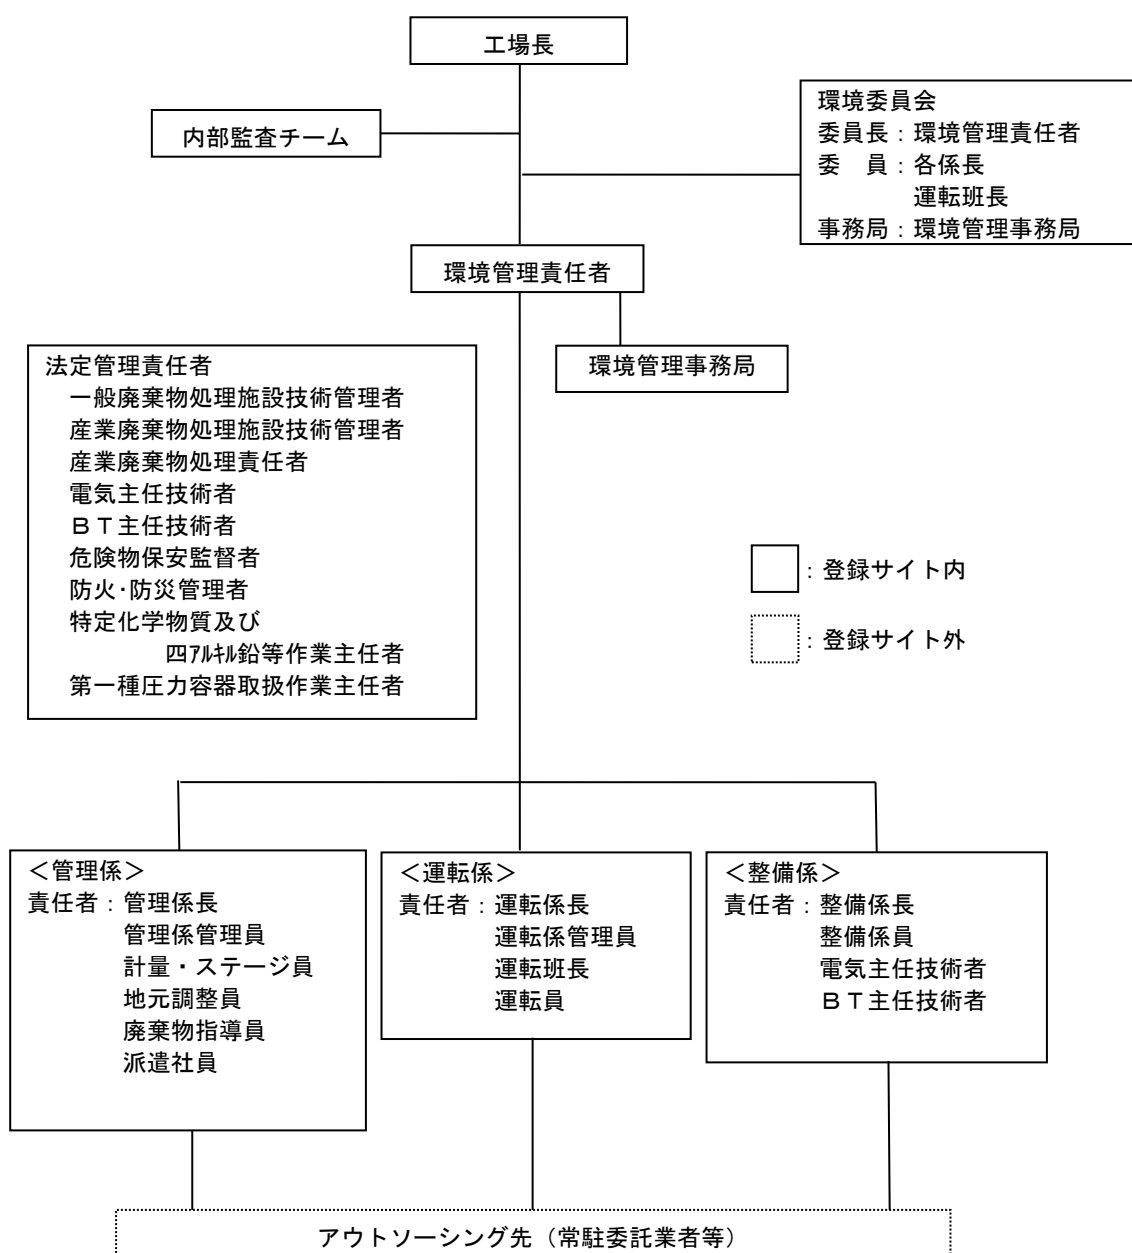 工場長
内部監査チーム
環境委員会
委員長：環境管理責任者
委　員：各係長
運転班長
事務局：環境管理事務局
環境管理責任者
環境管理事務局
法定管理責任者
一般廃棄物処理施設技術管理者
産業廃棄物処理施設技術管理者
産業廃棄物処理責任者
電気主任技術者
ＢＴ主任技術者
危険物保安監督者
防火･防災管理者
特定化学物質及び
四ｱﾙｷﾙ鉛等作業主任者
第一種圧力容器取扱作業主任者
：登録サイト内
：登録サイト外
＜管理係＞
責任者：管理係長
管理係管理員
計量・ステージ員
地元調整員
廃棄物指導員
派遣社員
＜運転係＞
責任者：運転係長
運転係管理員
運転班長
運転員
＜整備係＞
責任者：整備係長
整備係員
電気主任技術者
ＢＴ主任技術者
アウトソーシング先（常駐委託業者等）